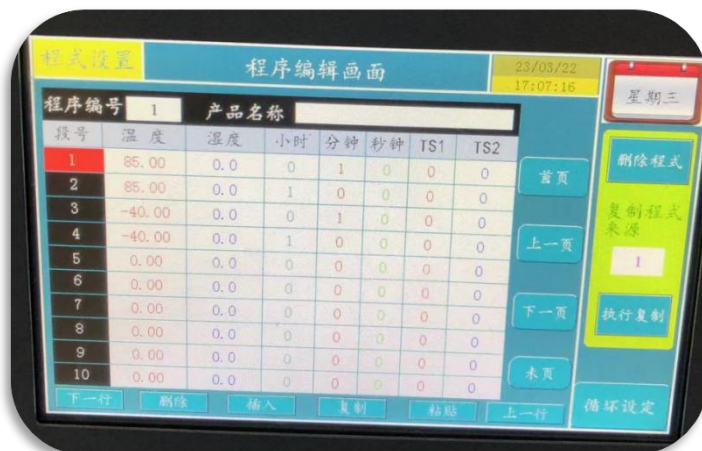 程式设置 程序编辑画面 23/03/22
17:07:16 星期三
程序编号 1 产品名称
段号 温度 湿度 小时 分钟 秒钟 TS1 TS2
1 85.00 0.0 0 1 0 0 0
2 85.00 0.0 1 0 0 0 0
3 -40.00 0.0 0 1 0 0 0
4 -40.00 0.0 1 0 0 0 0
5 0.00 0.0 0 0 0 0 0
6 0.00 0.0 0 0 0 0 0
7 0.00 0.0 0 0 0 0 0
8 0.00 0.0 0 0 0 0 0
9 0.00 0.0 0 0 0 0 0
10 0.00 0.0 0 0 0 0 0
首页
上一页
下一页
末页
删除程式
复制程式
来源
1
执行复制
循环设定
下一行 删除 插入 复制 粘贴 上一行